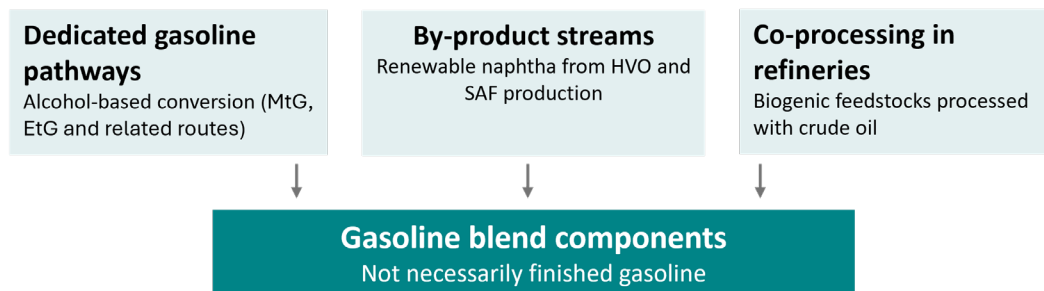 Dedicated gasoline
pathways
Alcohol-based conversion (MtG,
EtG and related routes)
By-product streams
Renewable naphtha from HVO and
SAF production
Co-processing in
refineries
Biogenic feedstocks processed
with crude oil
Gasoline blend components
Not necessarily finished gasoline